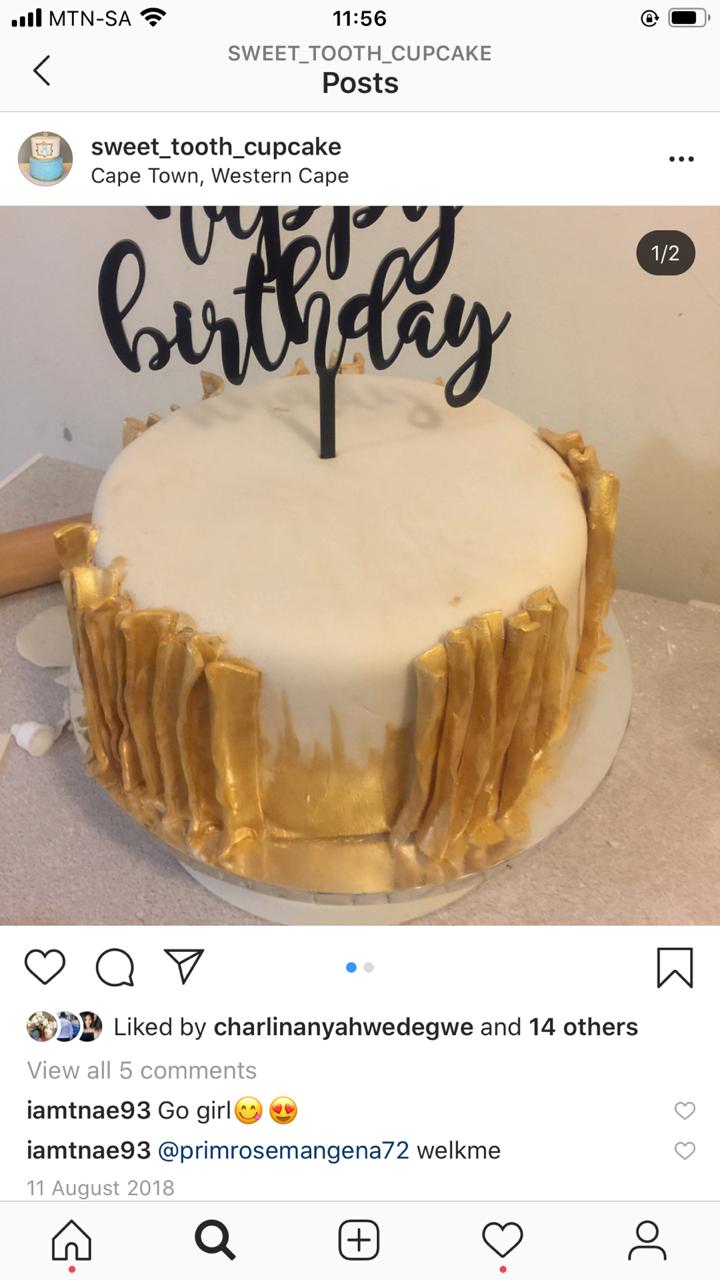 MTN-SA 11:56
SWEET_TOOTH_CUPCAKE
Posts
sweet_tooth_cupcake
Cape Town, Western Cape
1/2
birthday
Liked by charlinanyahwedegwe and 14 others
View all 5 comments
iamtnae93 Go girl😋😍
iamtnae93 @primrosemangena72 welkme
11 August 2018